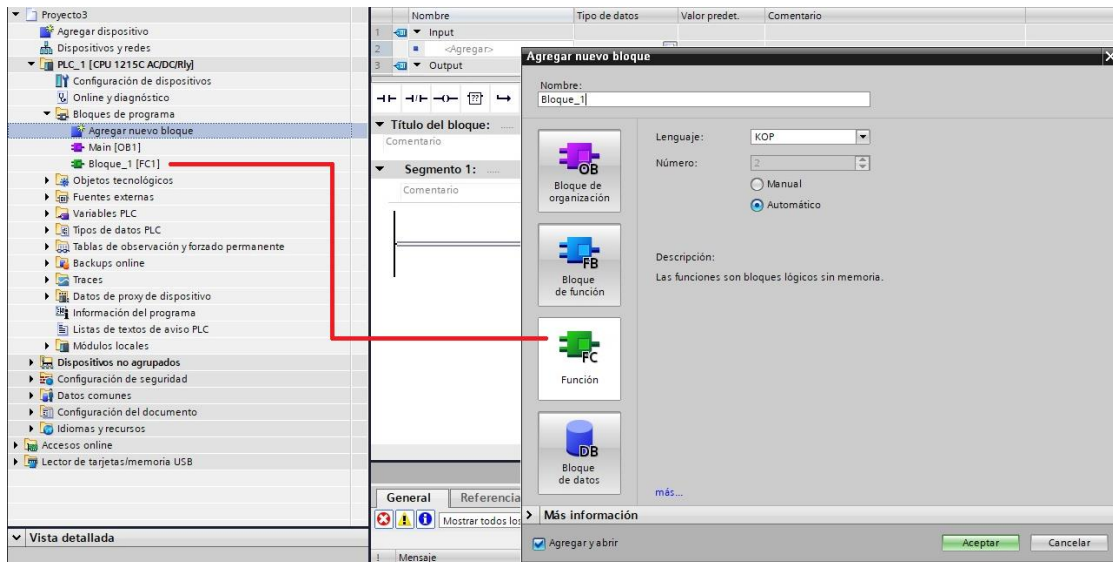 Proyecto3
Agregar dispositivo
Dispositivos y redes
PLC_1 [CPU 1215C AC/DC/Rly]
Configuración de dispositivos
Online y diagnóstico
Bloques de programa
Agregar nuevo bloque
Main [OB1]
Bloque_1 [FC1]
Objetos tecnológicos
Fuentes externas
Variables PLC
Tipos de datos PLC
Tablas de observación y forzado permanente
Backups online
Traces
Datos de proxy de dispositivo
Información del programa
Listas de textos de aviso PLC
Módulos locales
Dispositivos no agrupados
Configuración de seguridad
Datos comunes
Configuración del documento
Idiomas y recursos
Accesos online
Lector de tarjetas/memoria USB
Vista detallada
Nombre Tipo de datos Valor predet. Comentario
1 Input
2 <Agregar>
3 Output
??
Título del bloque: .....
Comentario
Segmento 1: .....
Comentario
General Referencia
Mostrar todos los
! Mensaje
Agregar nuevo bloque X
Nombre:
Bloque_1
OB
Bloque de
organización
FB
Bloque
de función
FC
Función
DB
Bloque
de datos
Lenguaje: KOP
Número: 2
Manual
Automático
Descripción:
Las funciones son bloques lógicos sin memoria.
más...
Más información
Agregar y abrir
Aceptar Cancelar